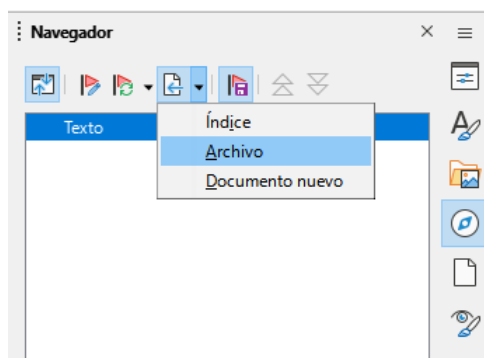 Navegador
Índice
Texto
Archivo
Documento nuevo